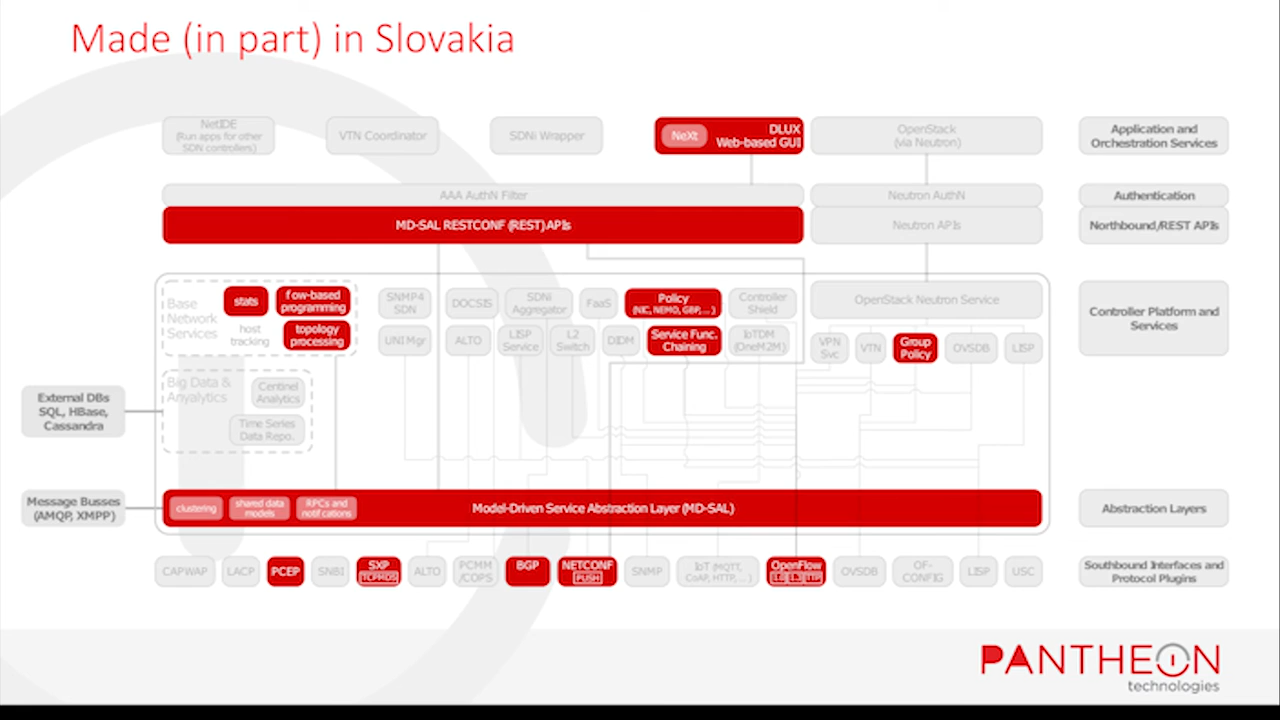 Made (in part) in Slovakia
NetIDE
(Run apps for other
SDN controllers)
VTN Coordinator
SDNi Wrapper
NeXt
DLUX
Web-based GUI
OpenStack
(via Neutron)
Application and
Orchestration Services
AAA AuthN Filter
Neutron AuthN
Authentication
MD-SAL RESTCONF (REST) APIs
Neutron APIs
Northbound/REST APIs
Base
Network
Services
stats
flow-based
programming
host
tracking
topology
processing
SNMP4
SDN
DOCSIS
SDNi
Aggregator
FaaS
Policy
(NIC, NEMO, GBP, ... )
Controller
Shield
OpenStack Neutron Service
Controller Platform and
Services
UNI Mgr
ALTO
LISP
Service
L2
Switch
DIDM
Service Func.
Chaining
IoTDM
(OneM2M)
VPN
Svc
VTN
Group
Policy
OVSDB
LISP
Big Data &
Anyalytics
Centinel
Analytics
Time Series
Data Repo.
External DBs
SQL, HBase,
Cassandra
Message Busses
(AMQP, XMPP)
clustering
shared data
models
RPCs and
notifications
Model-Driven Service Abstraction Layer (MD-SAL)
Abstraction Layers
CAPWAP
LACP
PCEP
SNBI
SXP
TCPMD5
ALTO
PCMM
/COPS
BGP
NETCONF
PUSH
SNMP
IoT (MQTT,
CoAP, HTTP, ... )
OpenFlow
1.0 1.3 TTP
OVSDB
OF-
CONFIG
LISP
USC
Southbound Interfaces and
Protocol Plugins
PANTHEON
technologies